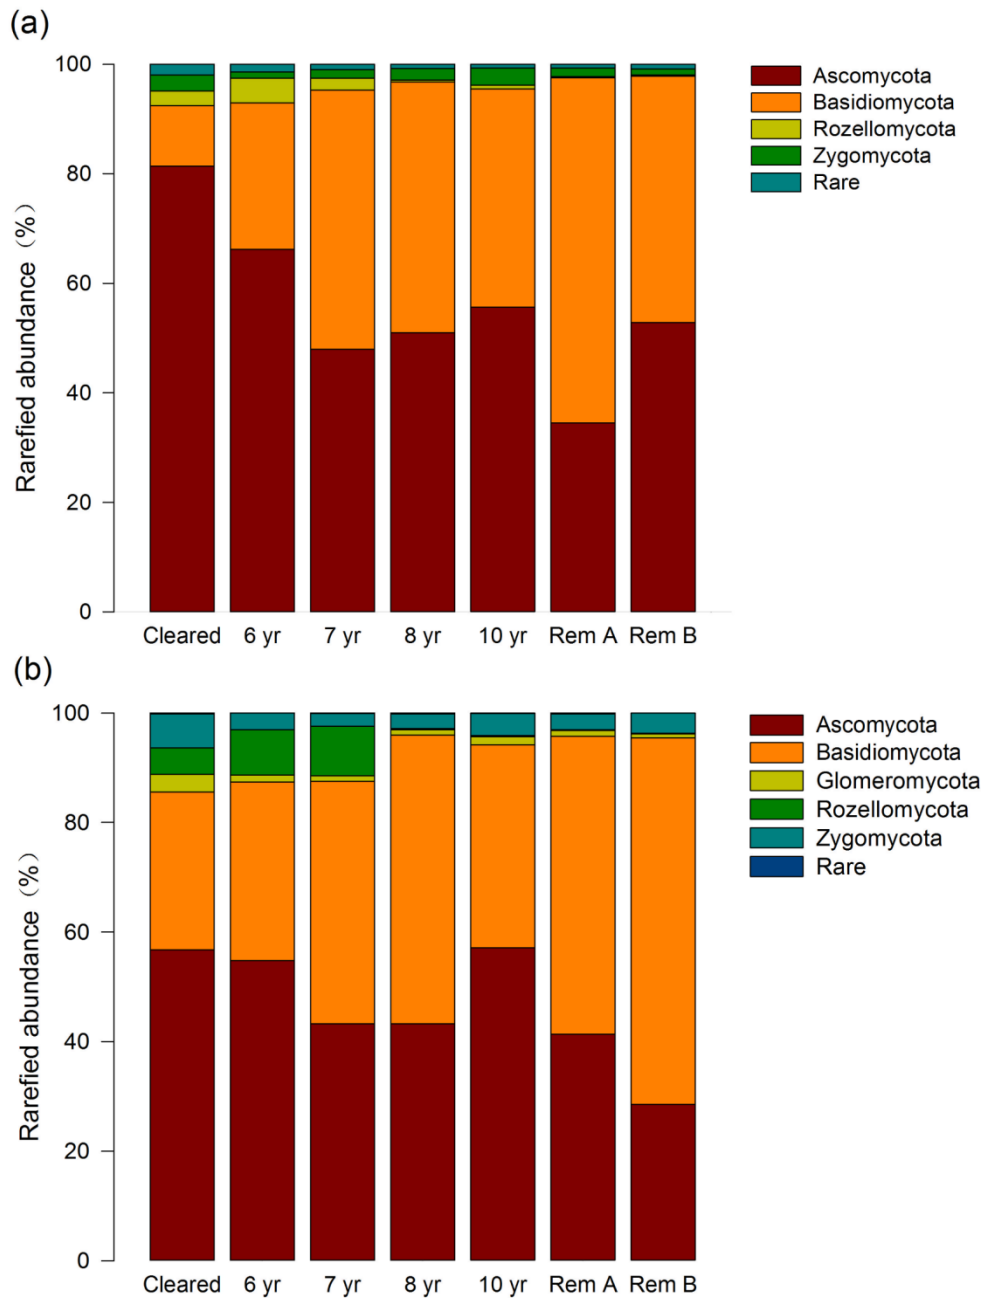 (a)
Rarefied abundance（%）
100
80
60
40
20
0
Cleared 6 yr 7 yr 8 yr 10 yr Rem A Rem B
Ascomycota
Basidiomycota
Rozellomycota
Zygomycota
Rare
(b)
Rarefied abundance（%）
100
80
60
40
20
0
Cleared 6 yr 7 yr 8 yr 10 yr Rem A Rem B
Ascomycota
Basidiomycota
Glomeromycota
Rozellomycota
Zygomycota
Rare